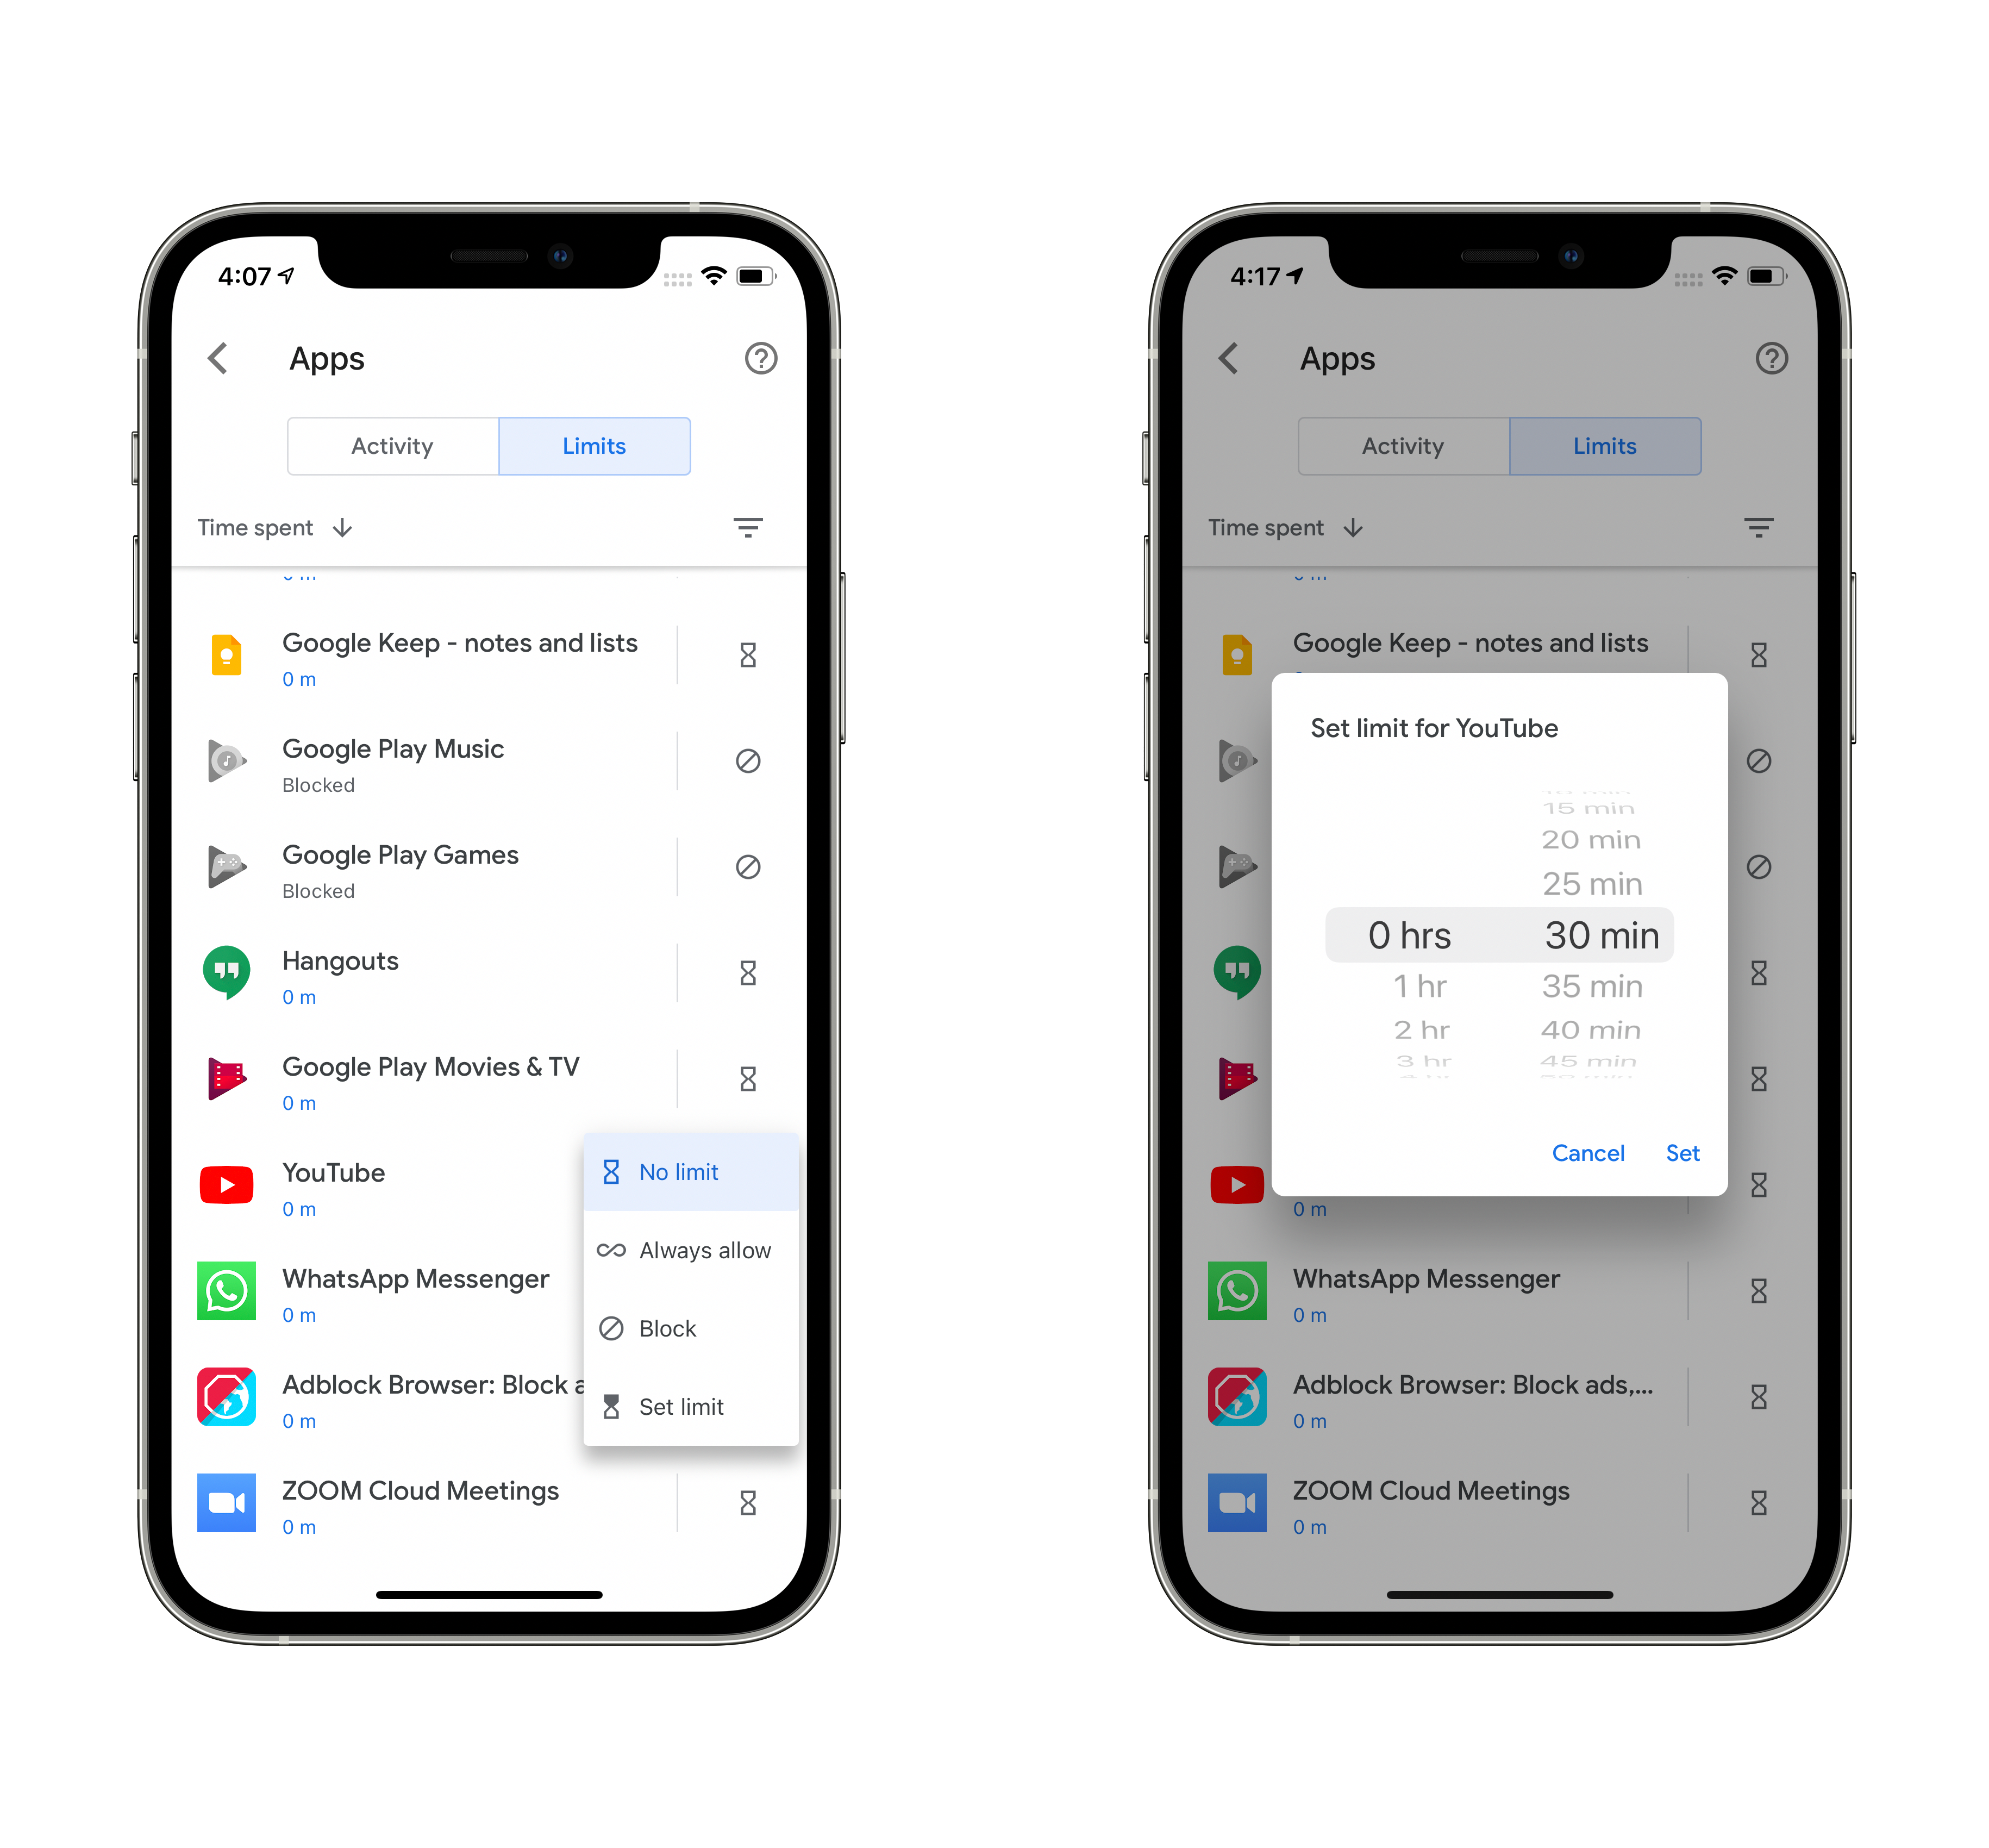 4:07
Apps
Activity
Limits
Time spent
0 m
Google Keep - notes and lists
0 m
Google Play Music
Blocked
Google Play Games
Blocked
Hangouts
0 m
Google Play Movies & TV
0 m
YouTube
0 m
WhatsApp Messenger
0 m
Adblock Browser: Block a
0 m
ZOOM Cloud Meetings
0 m
No limit
Always allow
Block
Set limit
4:17
Apps
Activity
Limits
Time spent
0 m
Google Keep - notes and lists
Set limit for YouTube
15 min
20 min
25 min
0 hrs 30 min
1 hr 35 min
2 hr 40 min
3 hr 45 min
Cancel Set
0 m
WhatsApp Messenger
0 m
Adblock Browser: Block ads,...
0 m
ZOOM Cloud Meetings
0 m